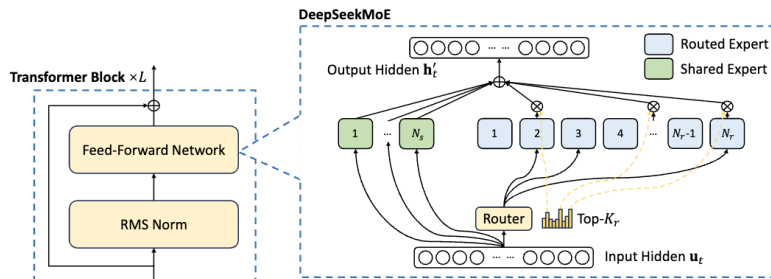 DeepSeekMoE
Routed Expert
Shared Expert
Output Hidden 𝐡′ₜ
Transformer Block ×𝐿
1 ... 𝑁ₛ 1 2 3 4 ... 𝑁ᵣ-1 𝑁ᵣ
Feed-Forward Network
RMS Norm
Router
Top-𝐾ᵣ
Input Hidden 𝐮ₜ